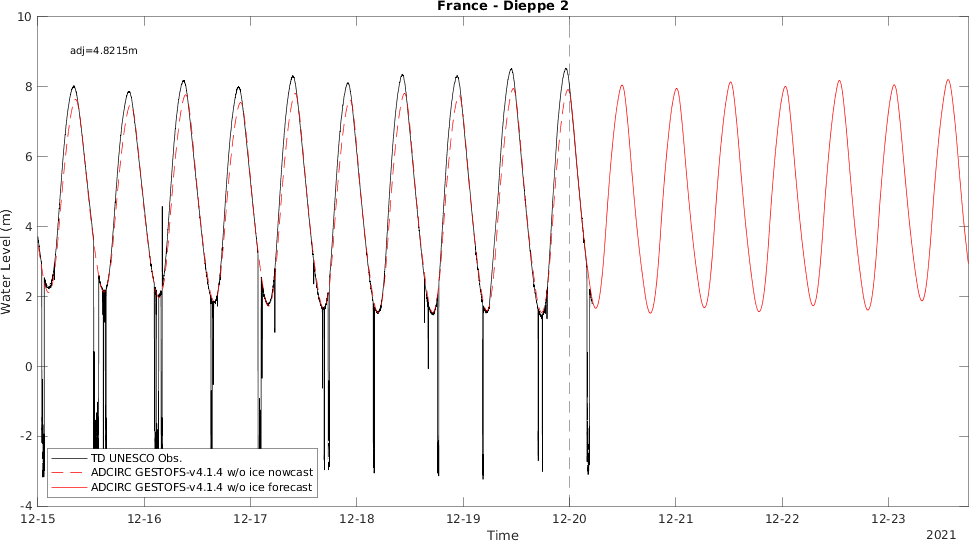 France - Dieppe 2
adj=4.8215m
10
8
6
4
2
0
-2
-4
Water Level (m)
TD UNESCO Obs.
ADCIRC GESTOFS-v4.1.4 w/o ice nowcast
ADCIRC GESTOFS-v4.1.4 w/o ice forecast
12-15 12-16 12-17 12-18 12-19 12-20 12-21 12-22 12-23
Time
2021